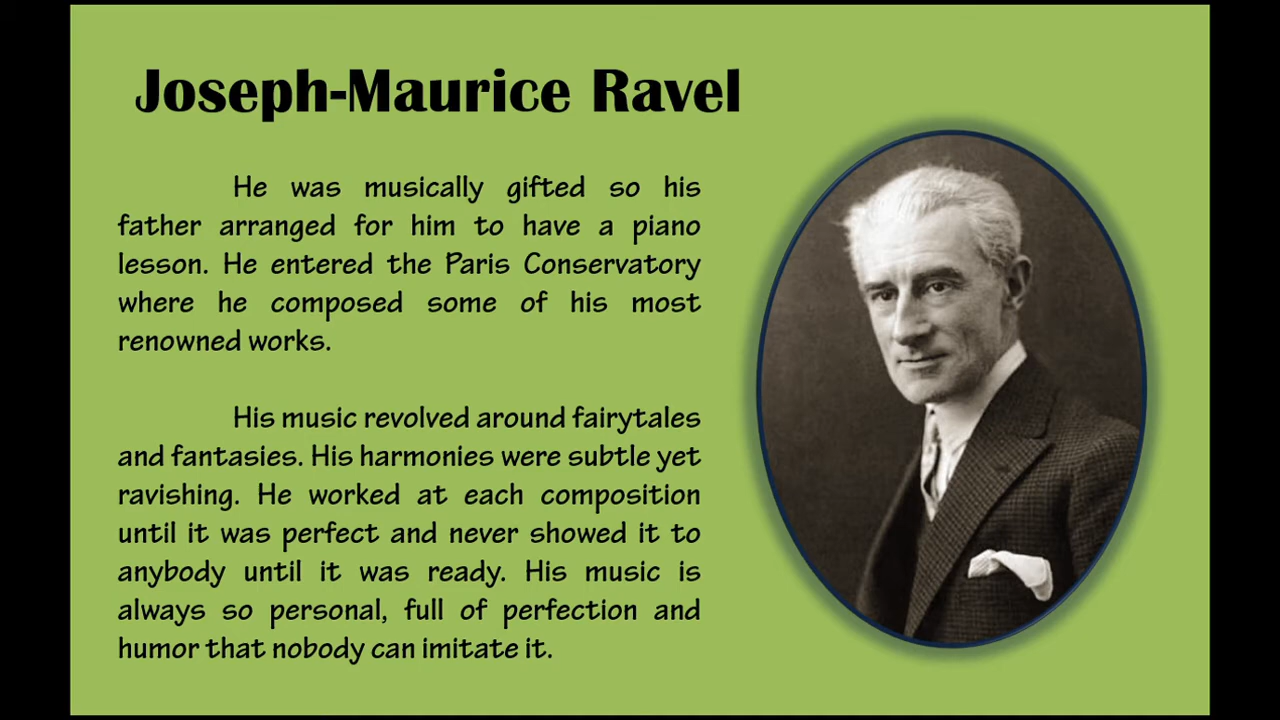 Joseph-Maurice Ravel
He was musically gifted so his
father arranged for him to have a piano
lesson. He entered the Paris Conservatory
where he composed some of his most
renowned works.
His music revolved around fairytales
and fantasies. His harmonies were subtle yet
ravishing. He worked at each composition
until it was perfect and never showed it to
anybody until it was ready. His music is
always so personal, full of perfection and
humor that nobody can imitate it.